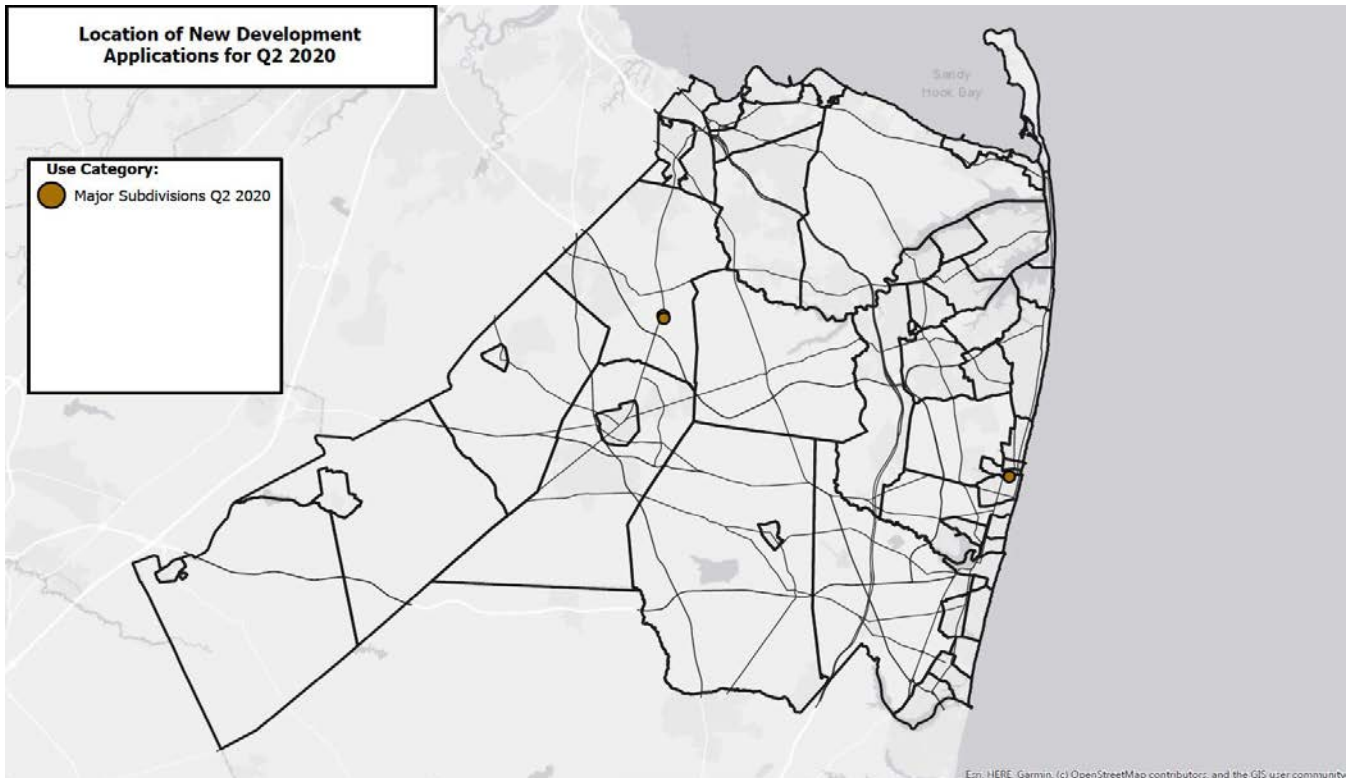 Location of New Development
Applications for Q2 2020
Sandy
Hook Bay
Use Category:
Major Subdivisions Q2 2020
Esri, HERE, Garmin, (c) OpenStreetMap contributors, and the GIS user community